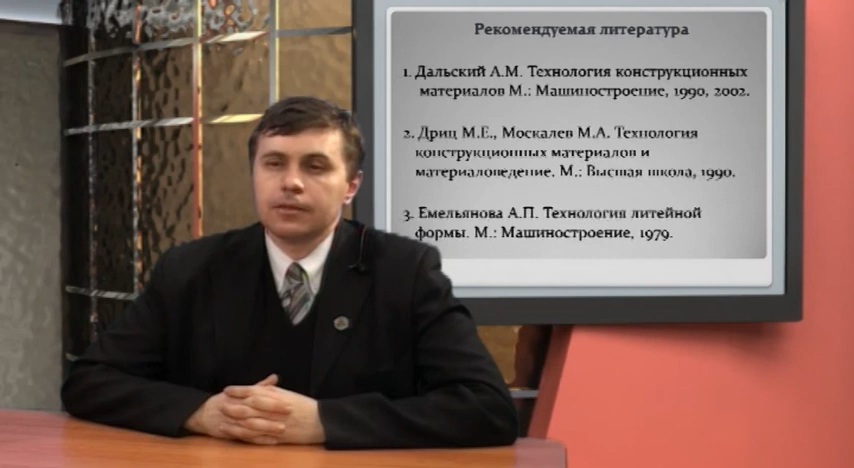 Рекомендуемая литература
1. Дальский А.М. Технология конструкционных
материалов М.: Машиностроение, 1990, 2002.
2. Дриц М.Е., Москалев М.А. Технология
конструкционных материалов и
материаловедение. М.: Высшая школа, 1990.
3. Емельянова А.П. Технология литейной
формы. М.: Машиностроение, 1979.